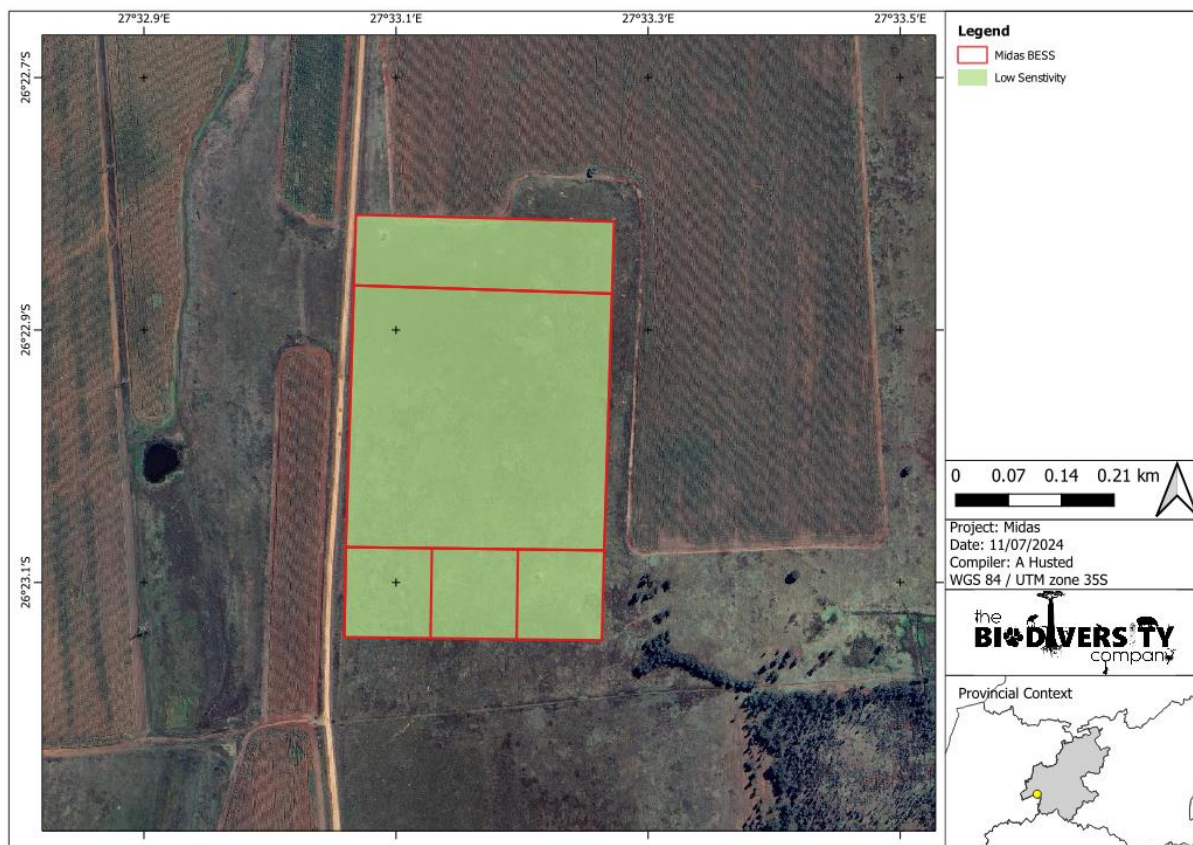 27°32.9'E 27°33.1'E 27°33.3'E 27°33.5'E
26°22.7'S
26°22.9'S
26°23.1'S
Legend
Midas BESS
Low Senstivity
0 0.07 0.14 0.21 km
Project: Midas
Date: 11/07/2024
Compiler: A Husted
WGS 84 / UTM zone 35S
the
BIODIVERSITY
company
Provincial Context